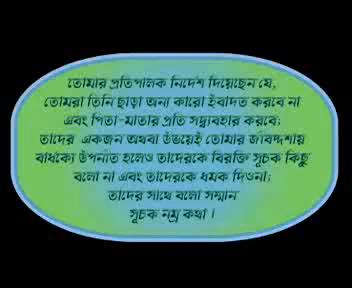 তোমার প্রতিপালক নির্দেশ দিয়েছেন যে,
তোমরা তিনি ছাড়া অন্য কারো ইবাদত করবে না
এবং পিতা-মাতার প্রতি সদ্ব্যবহার করবে;
তাদের একজন অথবা উভয়েই তোমার জীবদ্দশায়
বার্ধক্যে উপনীত হলেও তাদেরকে বিরক্তি সূচক কিছু
বলো না এবং তাদেরকে ধমক দিওনা;
তাদের সাথে বলো সম্মান
সূচক নম্র কথা ।